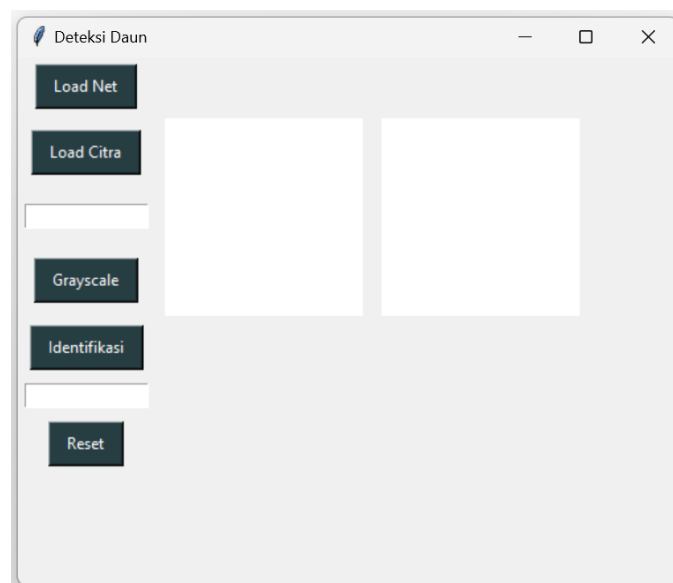 Deteksi Daun
Load Net
Load Citra
Grayscale
Identifikasi
Reset